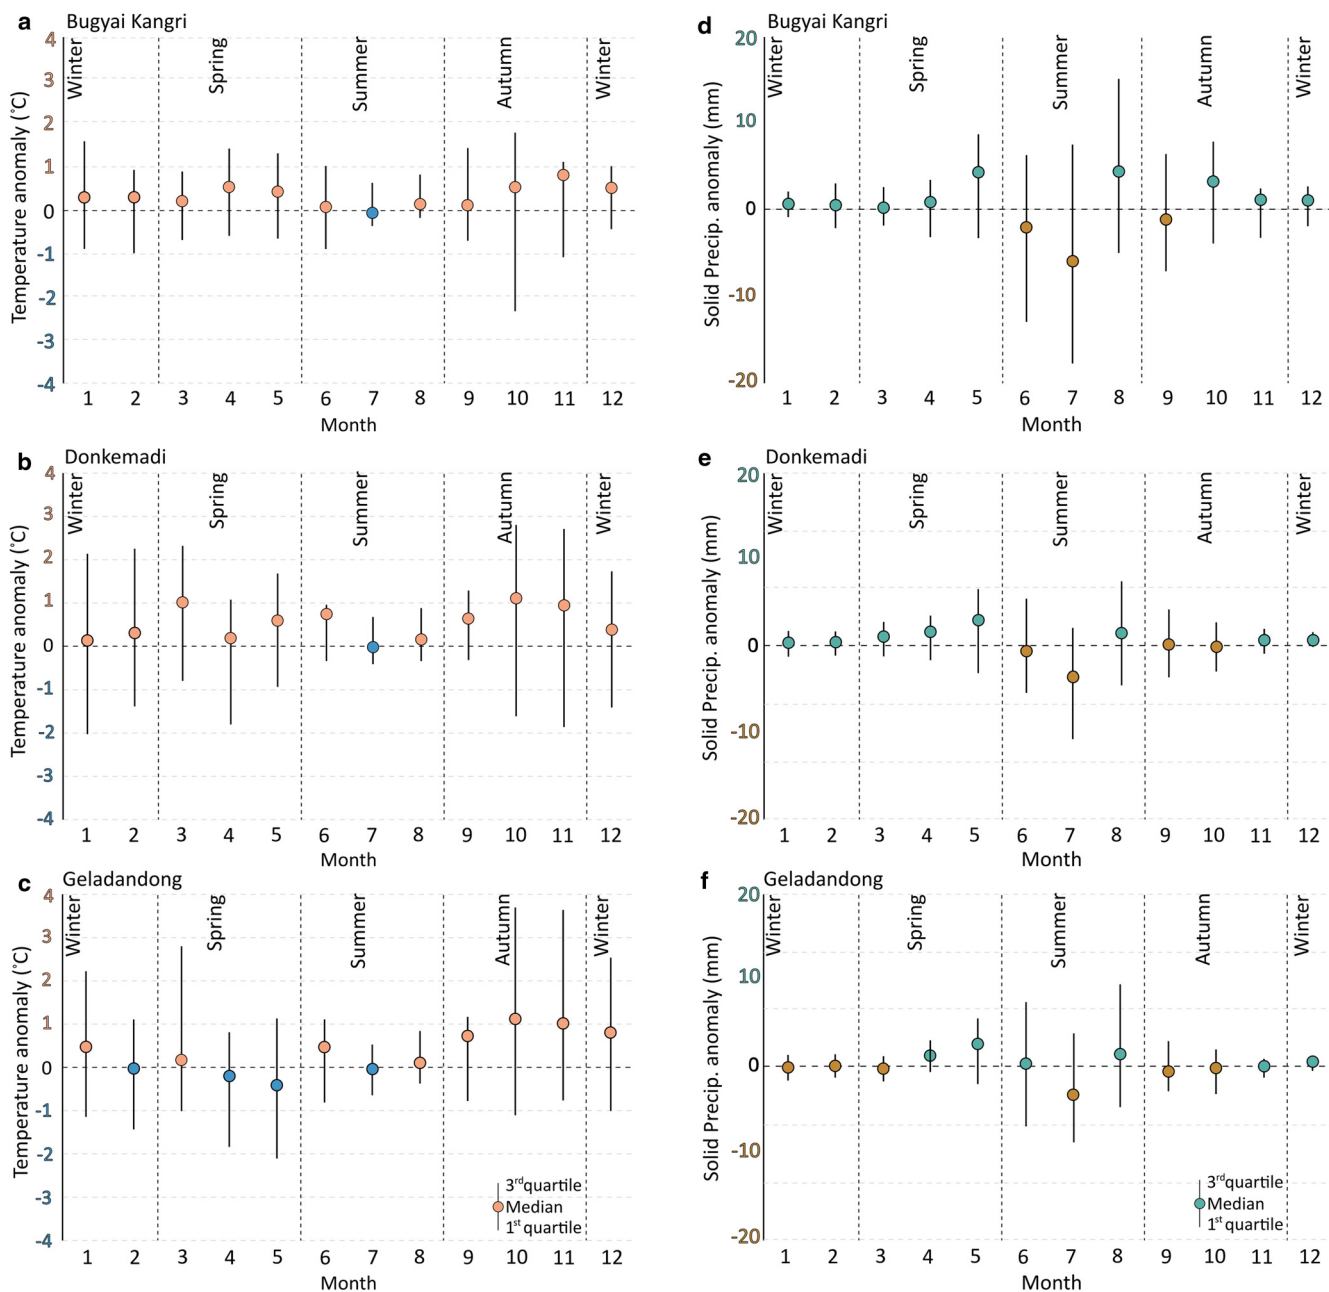 a Bugyai Kangri
Temperature anomaly (°C)
4
3
2
1
0
-1
-2
-3
-4
Winter
Spring
Summer
Autumn
Winter
1 2 3 4 5 6 7 8 9 10 11 12
Month
d Bugyai Kangri
Solid Precip. anomaly (mm)
20
10
0
-10
-20
Winter
Spring
Summer
Autumn
Winter
1 2 3 4 5 6 7 8 9 10 11 12
Month
b Donkemadi
Temperature anomaly (°C)
4
3
2
1
0
-1
-2
-3
-4
Winter
Spring
Summer
Autumn
Winter
1 2 3 4 5 6 7 8 9 10 11 12
Month
e Donkemadi
Solid Precip. anomaly (mm)
20
10
0
-10
-20
Winter
Spring
Summer
Autumn
Winter
1 2 3 4 5 6 7 8 9 10 11 12
Month
c Geladandong
Temperature anomaly (°C)
4
3
2
1
0
-1
-2
-3
-4
Winter
Spring
Summer
Autumn
Winter
3rd quartile
Median
1st quartile
1 2 3 4 5 6 7 8 9 10 11 12
Month
f Geladandong
Solid Precip. anomaly (mm)
20
10
0
-10
-20
Winter
Spring
Summer
Autumn
Winter
3rd quartile
Median
1st quartile
1 2 3 4 5 6 7 8 9 10 11 12
Month